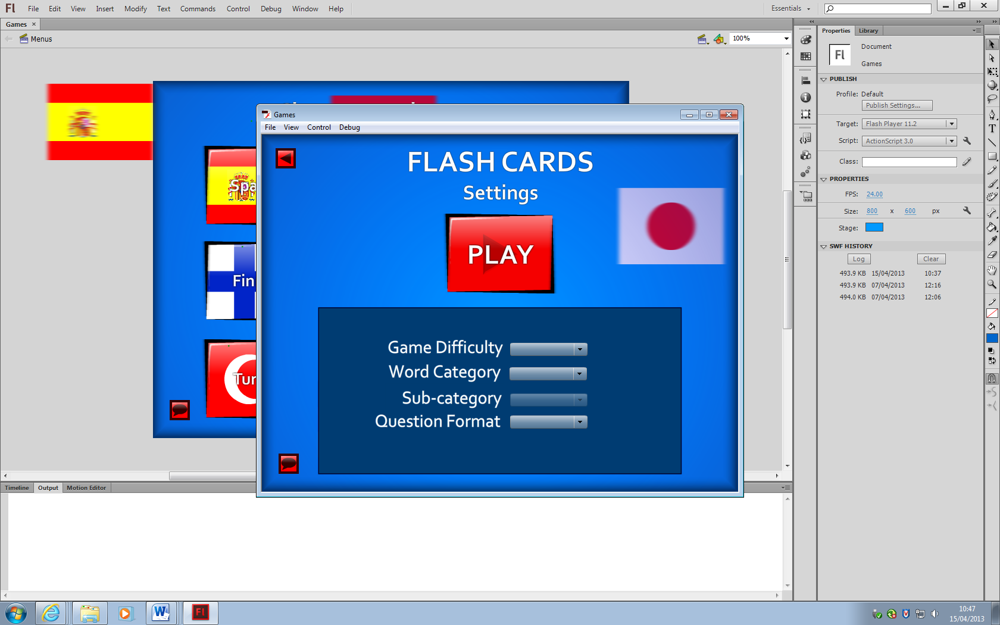 Fl File Edit View Insert Modify Text Commands Control Debug Window Help Essentials
Games ×
Menus 100%
Games
File View Control Debug
FLASH CARDS
Settings
PLAY
Game Difficulty
Word Category
Sub-category
Question Format
Spa
Fin
Tur
Timeline Output Motion Editor
Properties Library
Fl Document
Games
PUBLISH
Profile: Default
Publish Settings...
Target: Flash Player 11.2
Script: ActionScript 3.0
Class:
PROPERTIES
FPS: 24.00
Size: 800 x 600 px
Stage:
SWF HISTORY
Log Clear
493.9 KB 15/04/2013 10:37
493.9 KB 07/04/2013 12:16
494.0 KB 07/04/2013 12:06
T
W Fl
10:47
15/04/2013